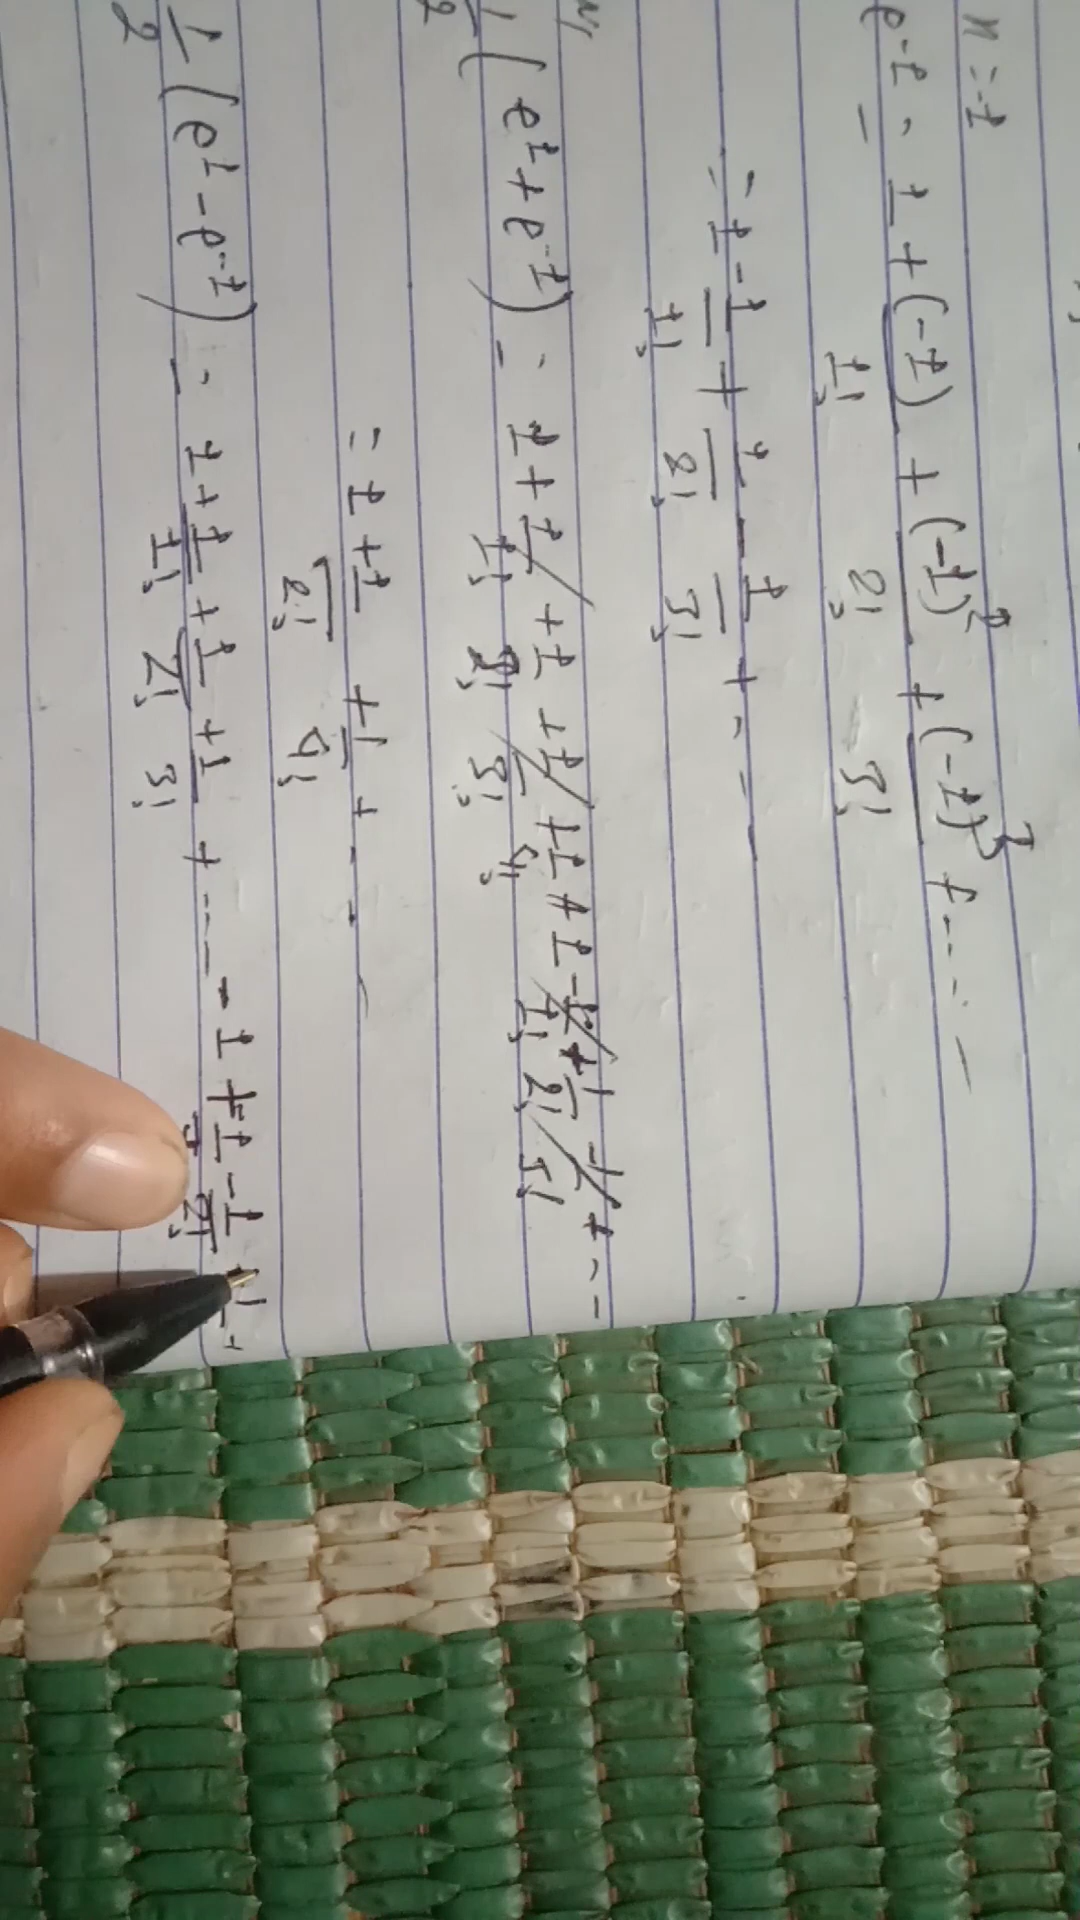 n = -1
e^-1 = 1 + (-1)/1! + (-1)^2/2! + (-1)^3/3! + ----
= 1 - 1/1! + 1/2! - 1/3! + ---
1/2 (e^1 + e^-1) = 1 + 1/1! + 1/2! + 1/3! + 1/4! + 1 - 1/1! + 1/2! - 1/3! + --
= 1 + 1/2! + 1/4! + ---
1/2 (e^1 - e^-1) = 1 + 1/1! + 1/2! + 1/3! + ---- - 1 + 1/1 - 1/2! +